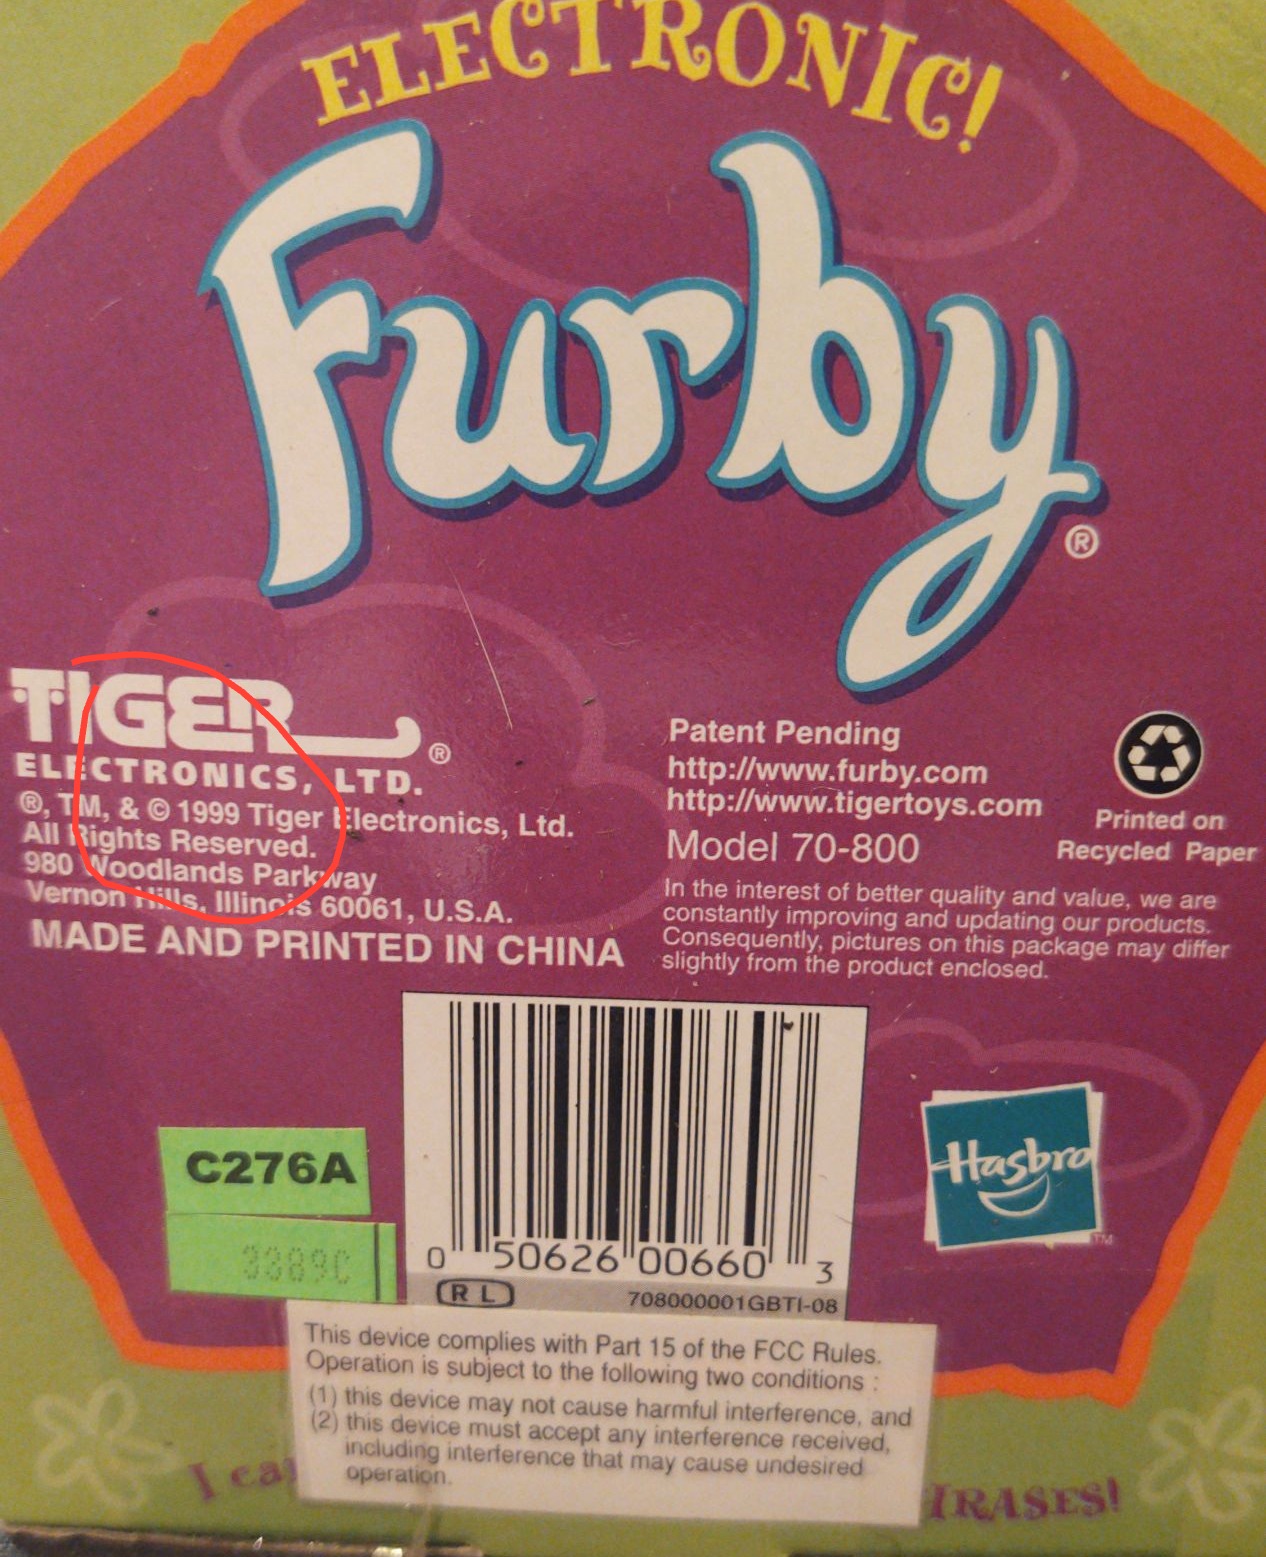 ELECTRONIC!
Furby®
TIGER®
ELECTRONICS, LTD.
®, TM, & © 1999 Tiger Electronics, Ltd.
All Rights Reserved.
980 Woodlands Parkway
Vernon Hills, Illinois 60061, U.S.A.
MADE AND PRINTED IN CHINA
Patent Pending
http://www.furby.com
http://www.tigertoys.com
Model 70-800
In the interest of better quality and value, we are
constantly improving and updating our products.
Consequently, pictures on this package may differ
slightly from the product enclosed.
Printed on
Recycled Paper
C276A
3389C
0 50626 00660 3
RL
708000001GBTI-08
Hasbro
TM
This device complies with Part 15 of the FCC Rules.
Operation is subject to the following two conditions :
(1) this device may not cause harmful interference, and
(2) this device must accept any interference received,
including interference that may cause undesired
operation.
I ca
HRASES!